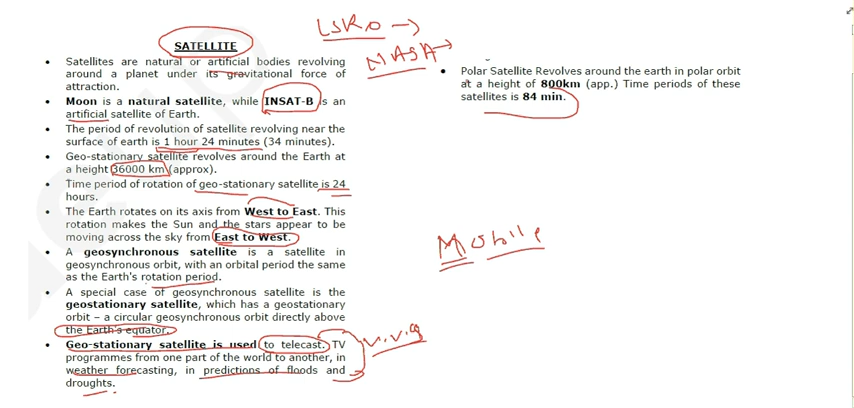 ISRO →
NASA →
SATELLITE
• Satellites are natural or artificial bodies revolving
around a planet under its gravitational force of
attraction.
• Moon is a natural satellite, while INSAT-B is an
artificial satellite of Earth.
• The period of revolution of satellite revolving near the
surface of earth is 1 hour 24 minutes (34 minutes).
• Geo-stationary satellite revolves around the Earth at
a height 36000 km (approx).
• Time period of rotation of geo-stationary satellite is 24
hours.
• The Earth rotates on its axis from West to East. This
rotation makes the Sun and the stars appear to be
moving across the sky from East to West.
• A geosynchronous satellite is a satellite in
geosynchronous orbit, with an orbital period the same
as the Earth's rotation period.
• A special case of geosynchronous satellite is the
geostationary satellite, which has a geostationary
orbit – a circular geosynchronous orbit directly above
the Earth's equator.
• Geo-stationary satellite is used to telecast. TV
programmes from one part of the world to another, in
weather forecasting, in predictions of floods and
droughts.
v.v.g
• Polar Satellite Revolves around the earth in polar orbit
at a height of 800km (app.) Time periods of these
satellites is 84 min.
Mobile